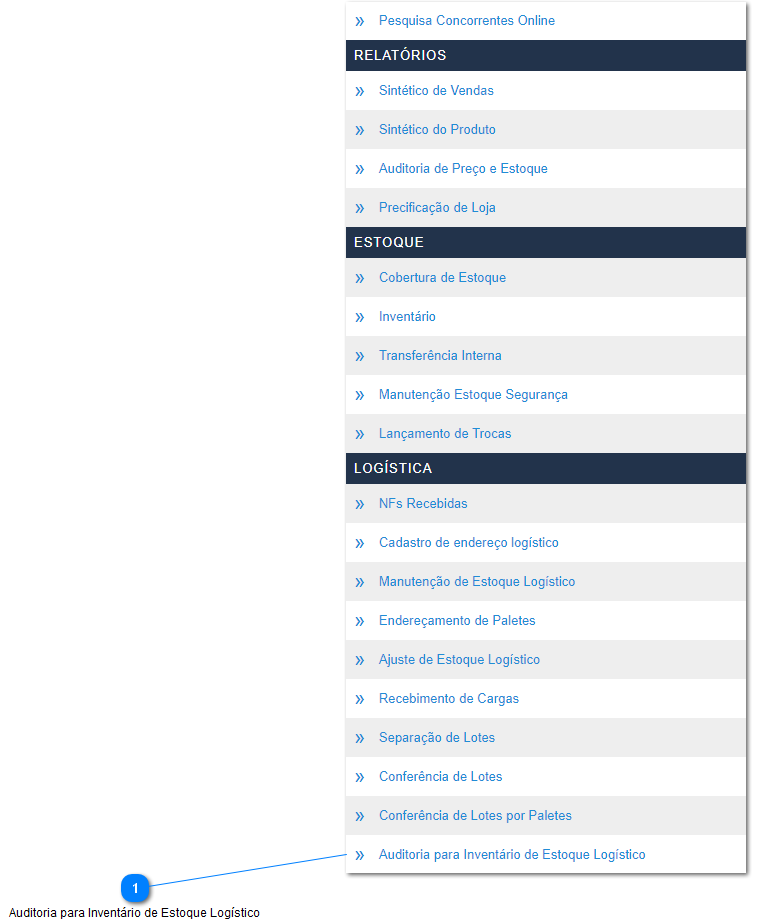 Pesquisa Concorrentes Online
RELATÓRIOS
Sintético de Vendas
Sintético do Produto
Auditoria de Preço e Estoque
Precificação de Loja
ESTOQUE
Cobertura de Estoque
Inventário
Transferência Interna
Manutenção Estoque Segurança
Lançamento de Trocas
LOGÍSTICA
NFs Recebidas
Cadastro de endereço logístico
Manutenção de Estoque Logístico
Endereçamento de Paletes
Ajuste de Estoque Logístico
Recebimento de Cargas
Separação de Lotes
Conferência de Lotes
Conferência de Lotes por Paletes
Auditoria para Inventário de Estoque Logístico
1
Auditoria para Inventário de Estoque Logístico